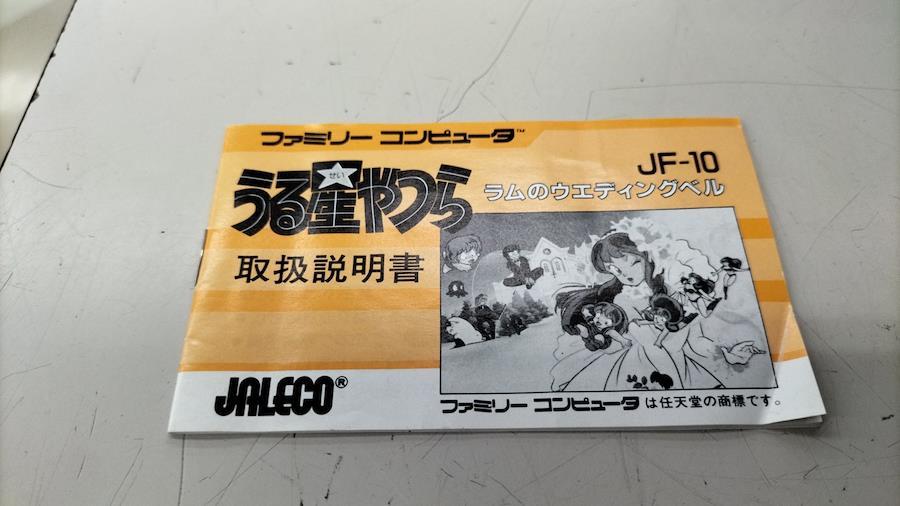 ファミリー コンピュータ™
JF-10
うる星やつら
せい
ラムのウエディングベル
取扱説明書
JALECO®
ファミリー コンピュータ は任天堂の商標です。